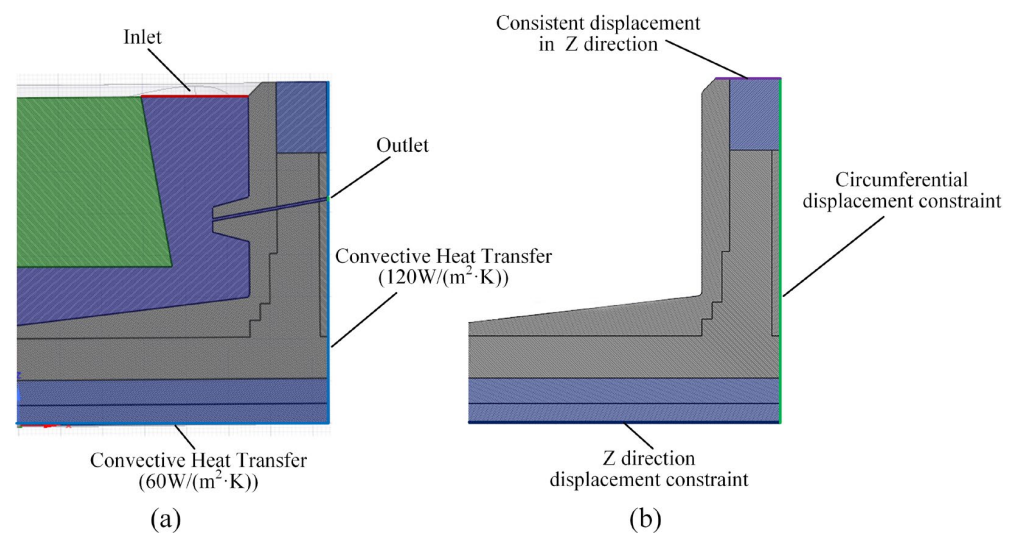 Inlet
Outlet
Convective Heat Transfer
(120W/(m²·K))
Convective Heat Transfer
(60W/(m²·K))
(a)
Consistent displacement
in Z direction
Circumferential
displacement constraint
Z direction
displacement constraint
(b)